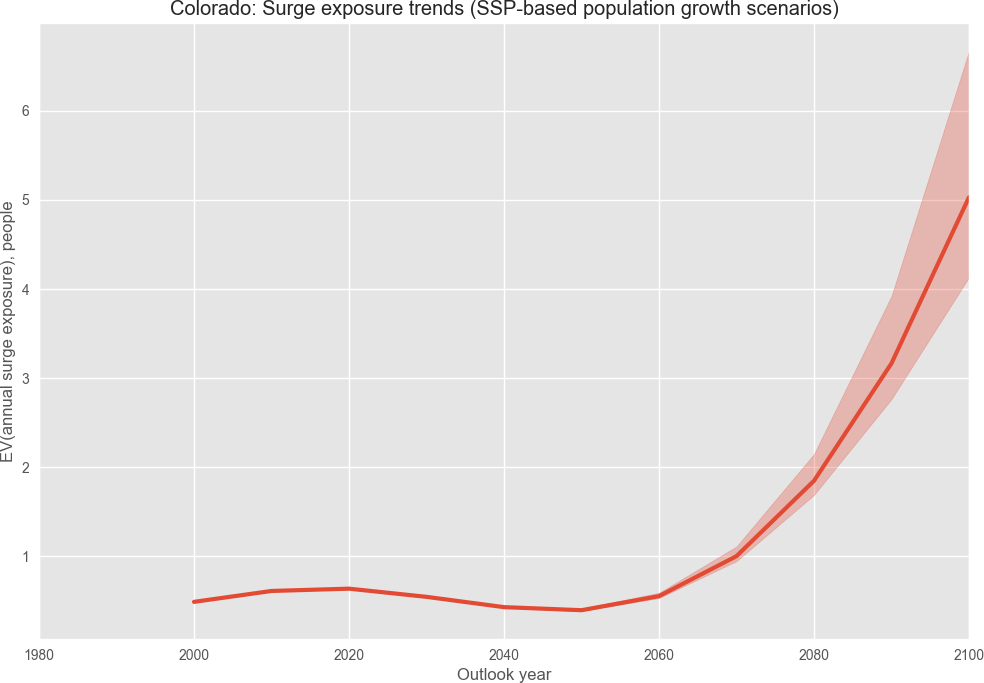 Colorado: Surge exposure trends (SSP-based population growth scenarios)
EV(annual surge exposure), people
6
5
4
3
2
1
1980 2000 2020 2040 2060 2080 2100
Outlook year